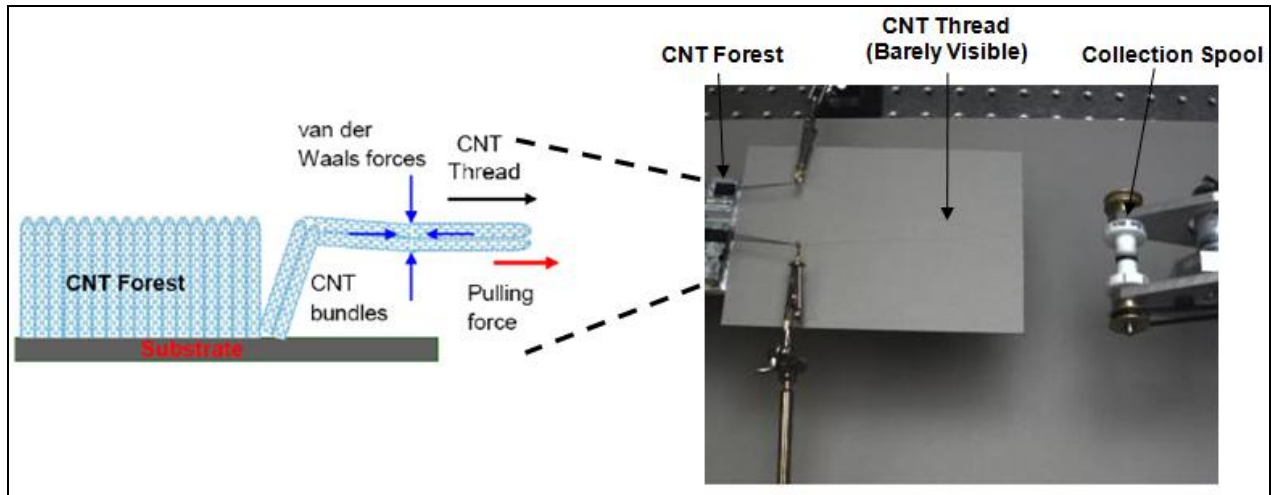 van der
Waals forces
CNT
Thread
CNT Forest
CNT
bundles
Pulling
force
Substrate
CNT Forest
CNT Thread
(Barely Visible)
Collection Spool